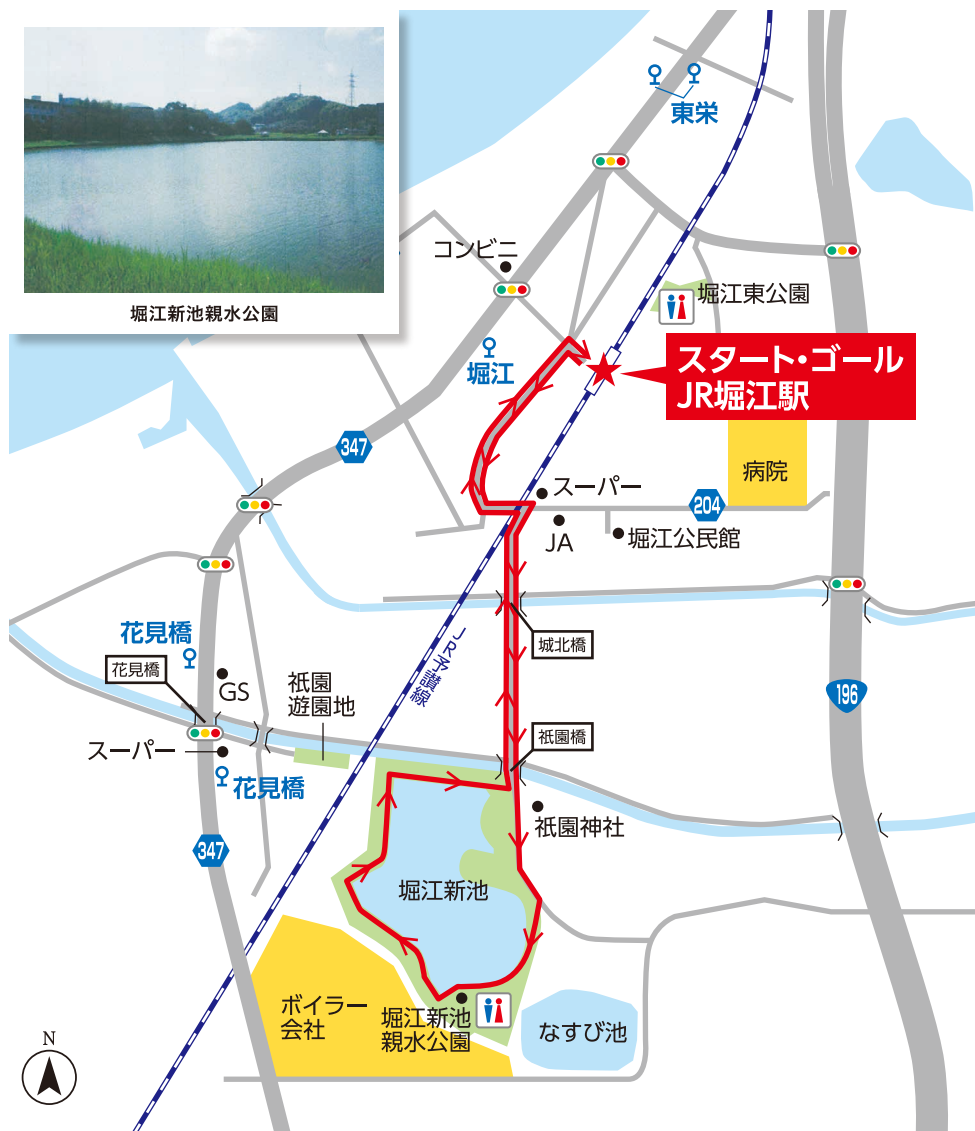 堀江新池親水公園
東栄
コンビニ
堀江東公園
堀江
スタート・ゴール
JR堀江駅
347
病院
スーパー
204
JA
堀江公民館
花見橋
花見橋
城北橋
JR予讃線
GS
祇園
遊園地
196
祇園橋
スーパー
花見橋
祇園神社
347
堀江新池
ボイラー
会社
堀江新池
親水公園
なすび池
N